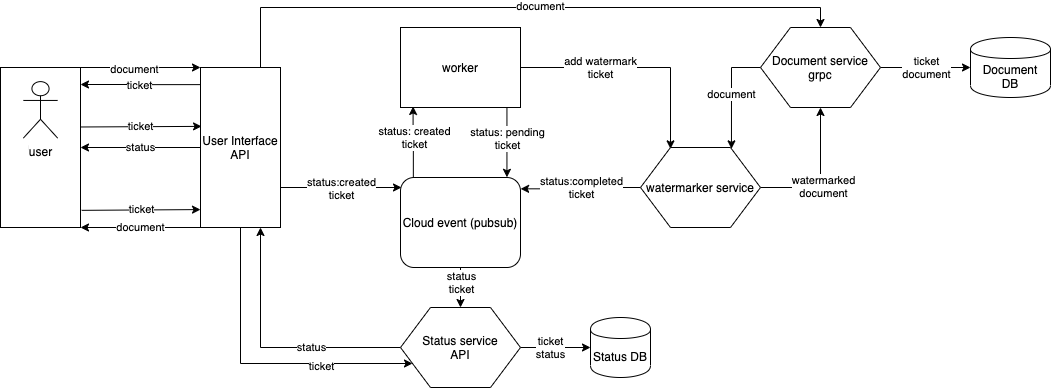 document
worker
add watermark
ticket
Document service
grpc
ticket
document
Document
DB
document
ticket
document
user
ticket
status
User Interface
API
status: created
ticket
status: pending
ticket
status:created
ticket
Cloud event (pubsub)
status:completed
ticket
watermarker service
watermarked
document
ticket
document
status
ticket
status
ticket
Status service
API
ticket
status
Status DB